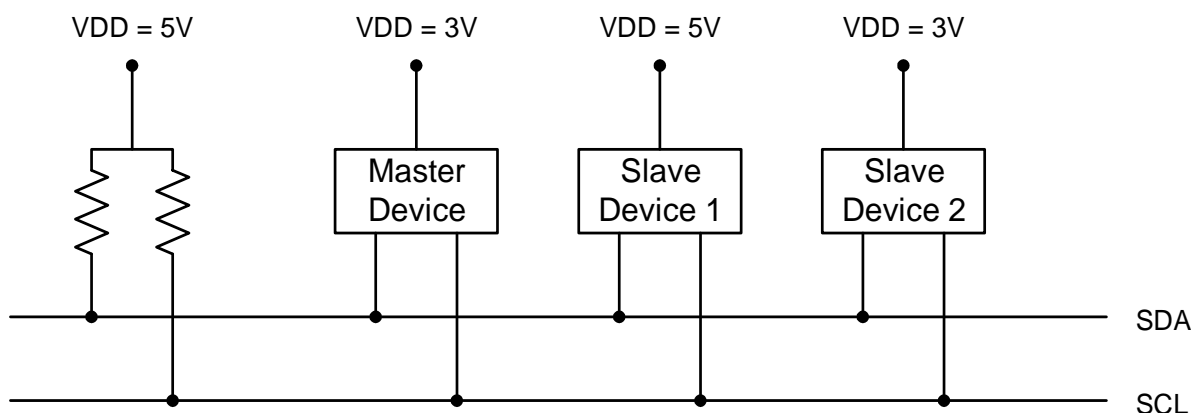 VDD = 5V
VDD = 3V
VDD = 5V
VDD = 3V
Master
Device
Slave
Device 1
Slave
Device 2
SDA
SCL